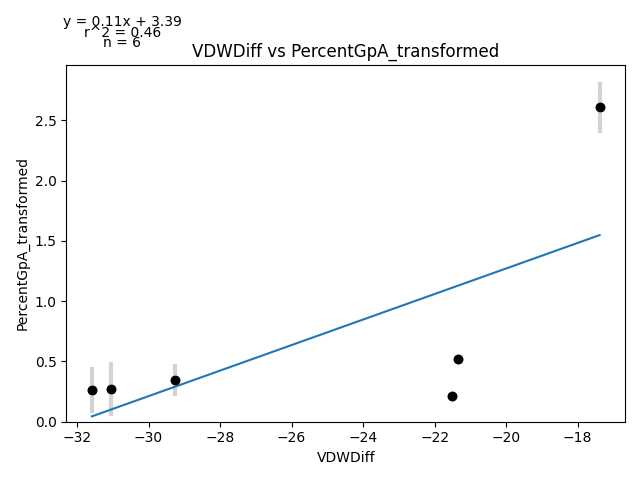 y = 0.11x + 3.39
r^2 = 0.46
n = 6
VDWDiff vs PercentGpA_transformed
PercentGpA_transformed
2.5
2.0
1.5
1.0
0.5
0.0
−32 −30 −28 −26 −24 −22 −20 −18
VDWDiff